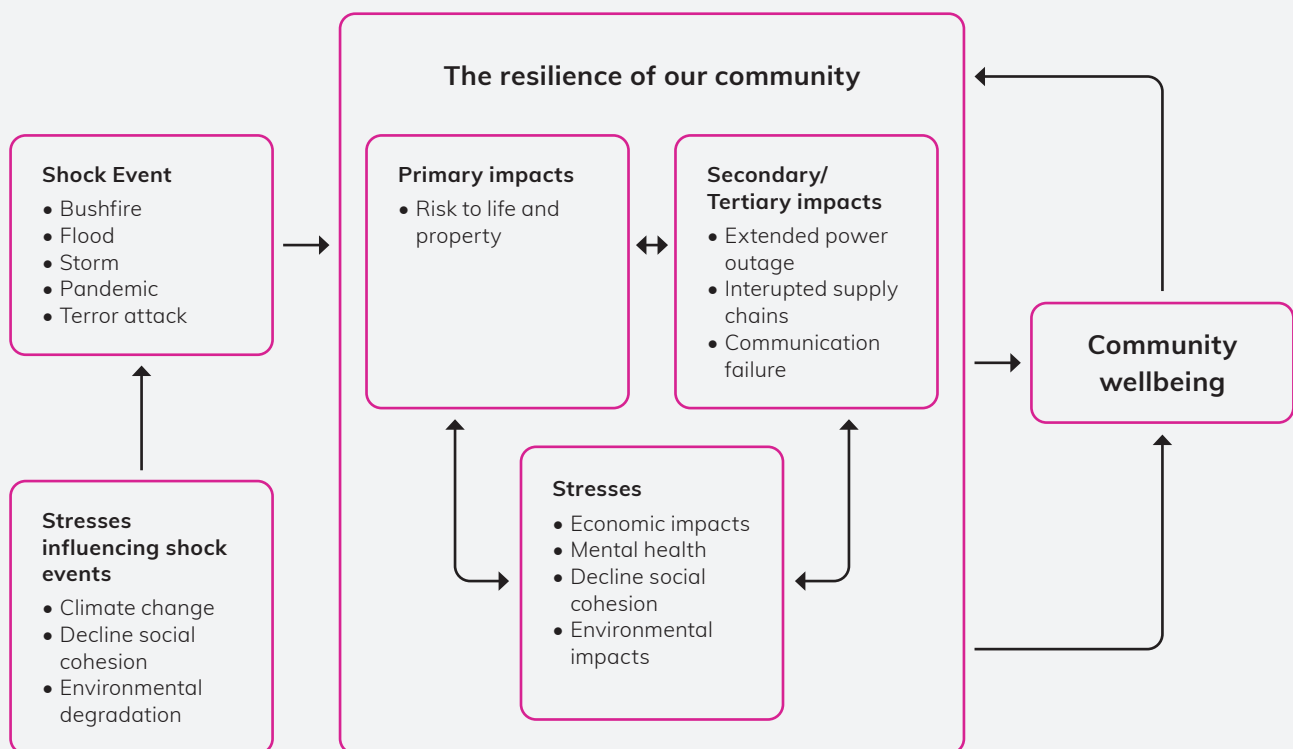 The resilience of our community
Shock Event
• Bushfire
• Flood
• Storm
• Pandemic
• Terror attack
Stresses
influencing shock
events
• Climate change
• Decline social
cohesion
• Environmental
degradation
Primary impacts
• Risk to life and
property
Secondary/
Tertiary impacts
• Extended power
outage
• Interupted supply
chains
• Communication
failure
Stresses
• Economic impacts
• Mental health
• Decline social
cohesion
• Environmental
impacts
Community
wellbeing